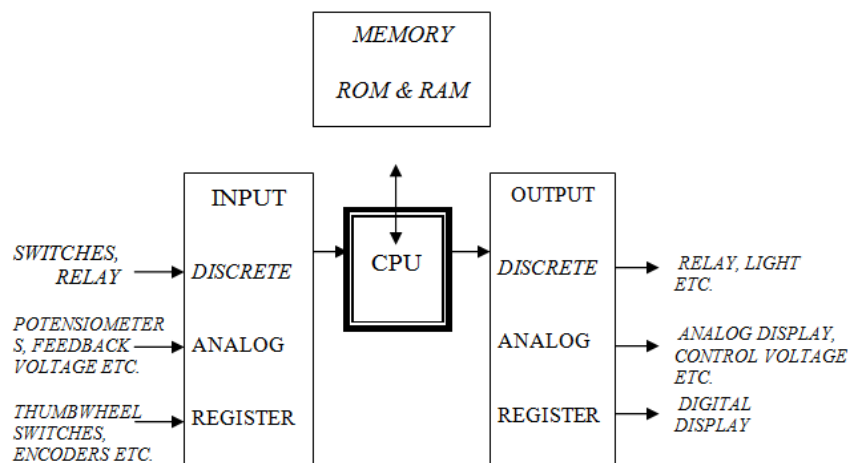 MEMORY
ROM & RAM
INPUT
CPU
OUTPUT
SWITCHES,
RELAY
DISCRETE
DISCRETE
RELAY, LIGHT
ETC.
POTENSIOMETER
S, FEEDBACK
VOLTAGE ETC.
ANALOG
ANALOG
ANALOG DISPLAY,
CONTROL VOLTAGE
ETC.
THUMBWHEEL
SWITCHES,
ENCODERS ETC.
REGISTER
REGISTER
DIGITAL
DISPLAY